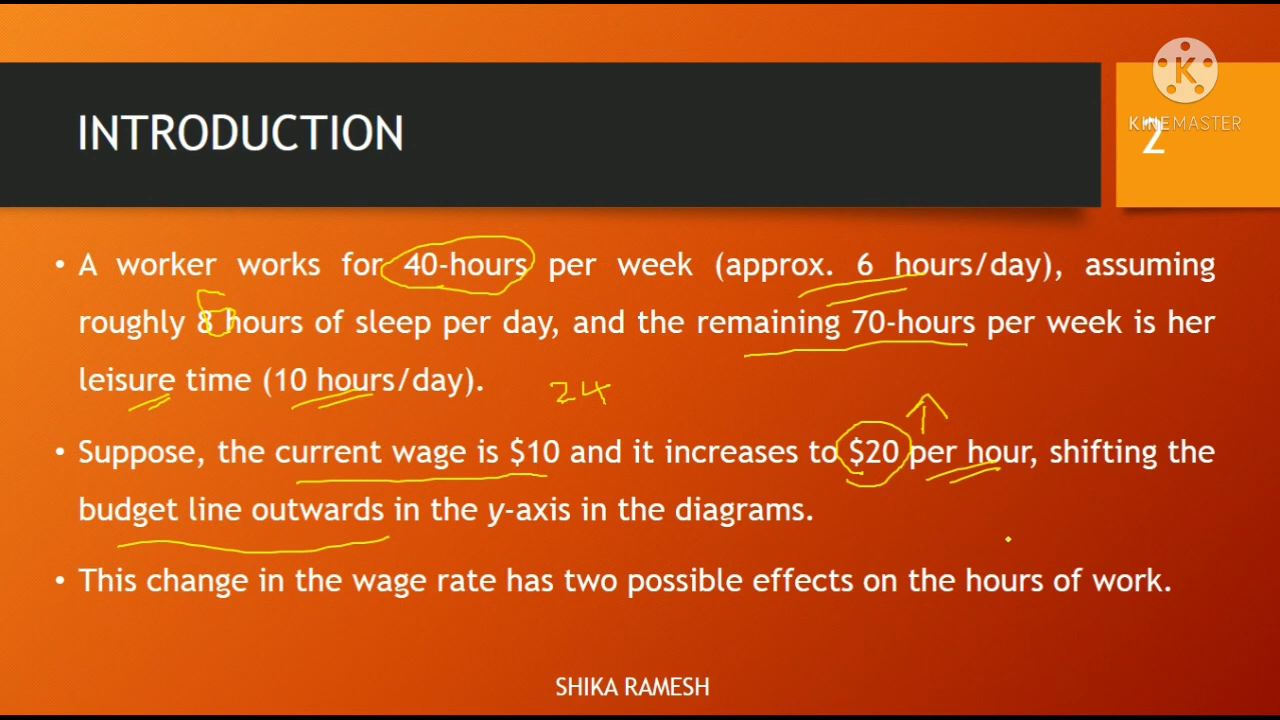 INTRODUCTION
K
KINEMASTER
2
• A worker works for 40-hours per week (approx. 6 hours/day), assuming
roughly 8 hours of sleep per day, and the remaining 70-hours per week is her
leisure time (10 hours/day).
24
• Suppose, the current wage is $10 and it increases to $20 per hour, shifting the
budget line outwards in the y-axis in the diagrams.
• This change in the wage rate has two possible effects on the hours of work.
SHIKA RAMESH